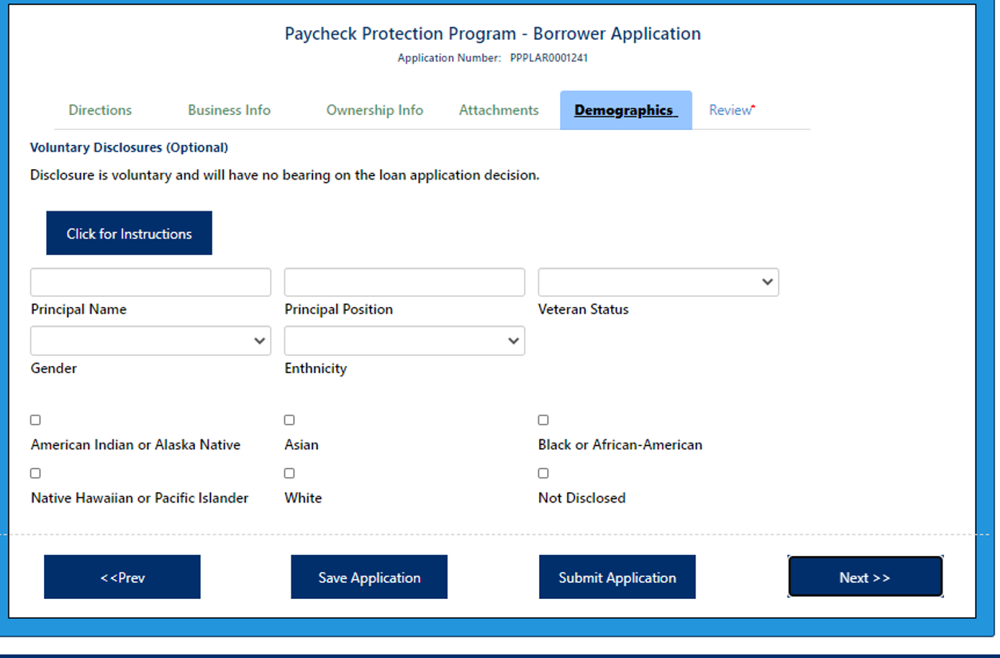 Paycheck Protection Program - Borrower Application
Application Number: PPPLAR0001241
Directions Business Info Ownership Info Attachments Demographics Review*
Voluntary Disclosures (Optional)
Disclosure is voluntary and will have no bearing on the loan application decision.
Click for Instructions
Principal Name Principal Position Veteran Status
Gender Enthnicity
American Indian or Alaska Native Asian Black or African-American
Native Hawaiian or Pacific Islander White Not Disclosed
<<Prev Save Application Submit Application Next >>